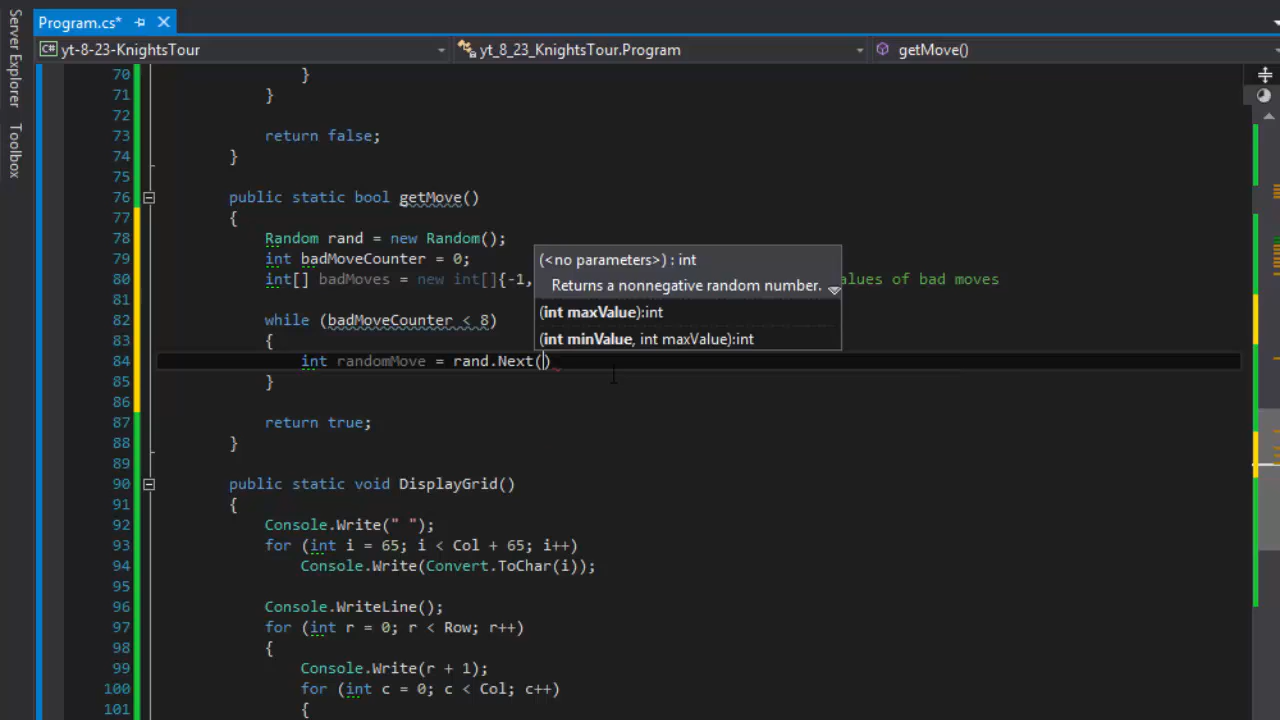 Server Explorer
Toolbox
Program.cs*
C# yt-8-23-KnightsTour
yt_8_23_KnightsTour.Program
getMove()
70 }
71 }
72
73 return false;
74 }
75
76 public static bool getMove()
77 {
78 Random rand = new Random();
79 int badMoveCounter = 0;
80 int[] badMoves = new int[]{-1, alues of bad moves
81
82 while (badMoveCounter < 8)
83 {
84 int randomMove = rand.Next()
85 }
86
87 return true;
88 }
89
90 public static void DisplayGrid()
91 {
92 Console.Write(" ");
93 for (int i = 65; i < Col + 65; i++)
94 Console.Write(Convert.ToChar(i));
95
96 Console.WriteLine();
97 for (int r = 0; r < Row; r++)
98 {
99 Console.Write(r + 1);
100 for (int c = 0; c < Col; c++)
101 {
(<no parameters>) : int
Returns a nonnegative random number.
(int maxValue):int
(int minValue, int maxValue):int